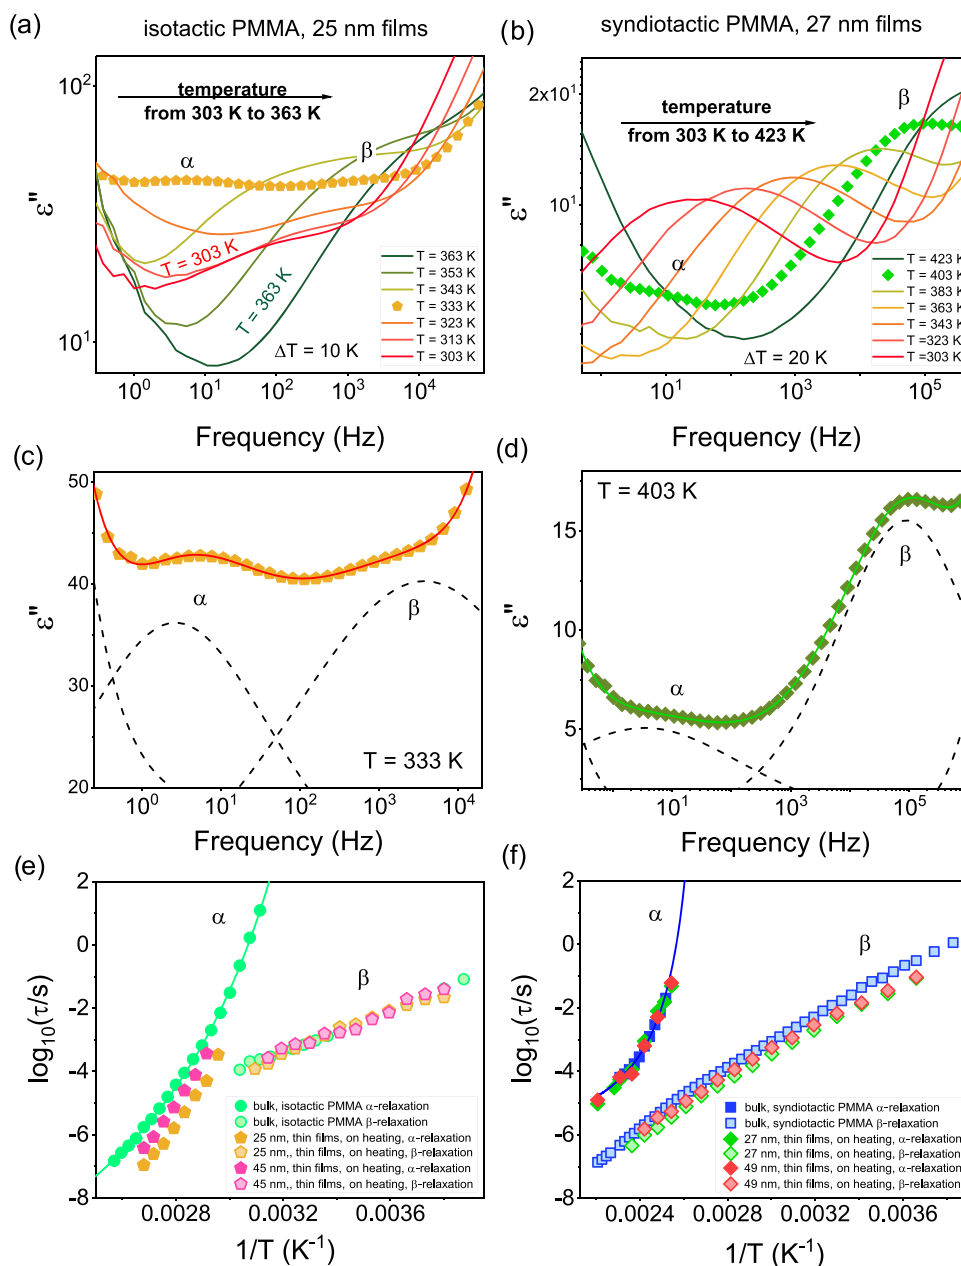 (a)
isotactic PMMA, 25 nm films
temperature
from 303 K to 363 K
α
β
T = 303 K
T = 363 K
ΔT = 10 K
T = 363 K
T = 353 K
T = 343 K
T = 333 K
T = 323 K
T = 313 K
T = 303 K
10²
10¹
ε"
10⁰
10¹
10²
10³
10⁴
Frequency (Hz)
(b)
syndiotactic PMMA, 27 nm films
temperature
from 303 K to 423 K
β
α
ΔT = 20 K
T = 423 K
T = 403 K
T = 383 K
T = 363 K
T = 343 K
T =323 K
T =303 K
2x10¹
10¹
ε"
10¹
10³
10⁵
Frequency (Hz)
(c)
50
40
30
20
ε"
α
β
T = 333 K
10⁰
10¹
10²
10³
10⁴
Frequency (Hz)
(d)
T = 403 K
15
10
5
ε"
α
β
10¹
10³
10⁵
Frequency (Hz)
(e)
2
0
-2
-4
-6
-8
log₁₀(τ/s)
α
β
bulk, isotactic PMMA α-relaxation
bulk, isotactic PMMA β-relaxation
25 nm, thin films, on heating, α-relaxation
25 nm,, thin films, on heating, β-relaxation
45 nm, thin films, on heating, α-relaxation
45 nm,, thin films, on heating, β-relaxation
0.0028
0.0032
0.0036
1/T (K⁻¹)
(f)
2
0
-2
-4
-6
-8
log₁₀(τ/s)
α
β
bulk, syndiotactic PMMA α-relaxation
bulk, syndiotactic PMMA β-relaxation
27 nm, thin films, on heating, α-relaxation
27 nm, thin films, on heating, β-relaxation
49 nm, thin films, on heating, α-relaxation
49 nm, thin films, on heating, β-relaxation
0.0024
0.0028
0.0032
0.0036
1/T (K⁻¹)